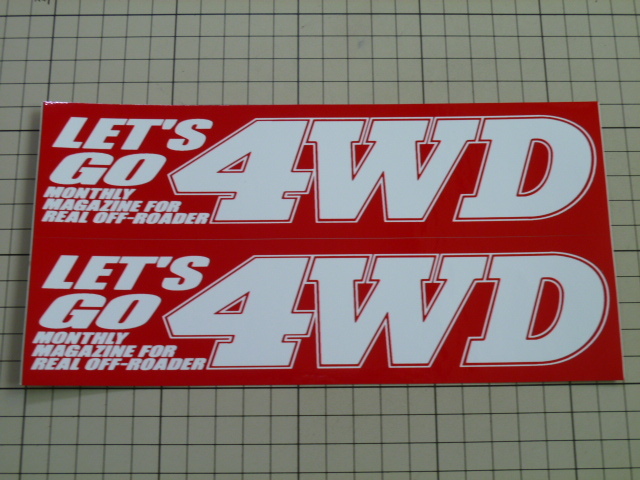 LET'S
GO
4WD
MONTHLY
MAGAZINE FOR
REAL OFF-ROADER
LET'S
GO
4WD
MONTHLY
MAGAZINE FOR
REAL OFF-ROADER